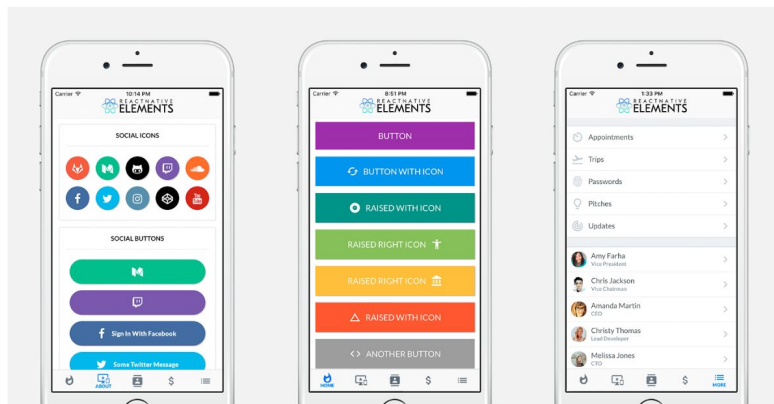 Carrier 10:14 PM
REACTNATIVE
ELEMENTS
SOCIAL ICONS
You
Tube
SOCIAL BUTTONS
Sign In With Facebook
Some Twitter Message
ABOUT
$
Carrier 8:51 PM
REACTNATIVE
ELEMENTS
BUTTON
BUTTON WITH ICON
RAISED WITH ICON
RAISED RIGHT ICON
RAISED RIGHT ICON
RAISED WITH ICON
<> ANOTHER BUTTON
HOME
$
Carrier 1:33 PM
REACTNATIVE
ELEMENTS
Appointments
Trips
Passwords
Pitches
Updates
Amy Farha
Vice President
Chris Jackson
Vice Chairman
Amanda Martin
CEO
Christy Thomas
Lead Developer
Melissa Jones
CTO
$
MORE